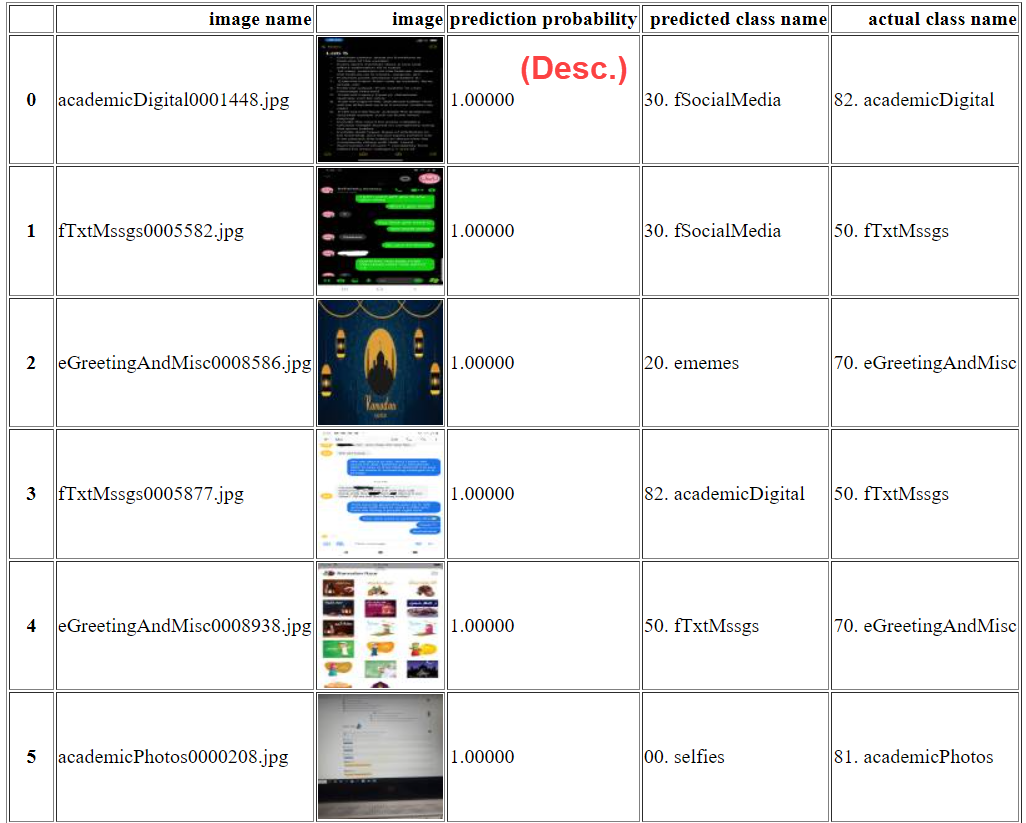 image name image prediction probability predicted class name actual class name
(Desc.)
0 academicDigital0001448.jpg 1.00000 30. fSocialMedia 82. academicDigital
1 fTxtMssgs0005582.jpg 1.00000 30. fSocialMedia 50. fTxtMssgs
2 eGreetingAndMisc0008586.jpg Ramadan 1.00000 20. ememes 70. eGreetingAndMisc
3 fTxtMssgs0005877.jpg 1.00000 82. academicDigital 50. fTxtMssgs
4 eGreetingAndMisc0008938.jpg 1.00000 50. fTxtMssgs 70. eGreetingAndMisc
5 academicPhotos0000208.jpg 1.00000 00. selfies 81. academicPhotos